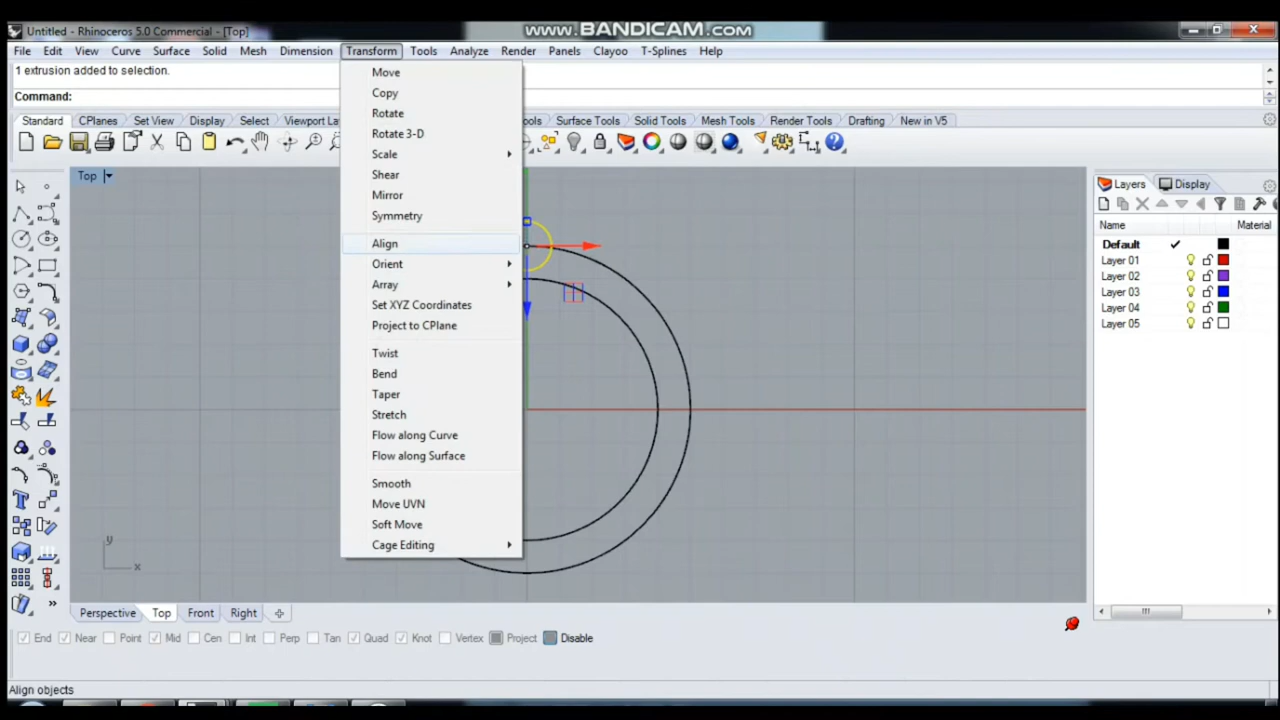 Untitled - Rhinoceros 5.0 Commercial - [Top]
www.BANDICAM.com
File Edit View Curve Surface Solid Mesh Dimension Transform Tools Analyze Render Panels Clayoo T-Splines Help
1 extrusion added to selection.
Command:
Standard CPlanes Set View Display Select Viewport La ools Surface Tools Solid Tools Mesh Tools Render Tools Drafting New in V5
Top
Move
Copy
Rotate
Rotate 3-D
Scale
Shear
Mirror
Symmetry
Align
Orient
Array
Set XYZ Coordinates
Project to CPlane
Twist
Bend
Taper
Stretch
Flow along Curve
Flow along Surface
Smooth
Move UVN
Soft Move
Cage Editing
Layers Display
Name Material
Default
Layer 01
Layer 02
Layer 03
Layer 04
Layer 05
y
x
Perspective Top Front Right
End Near Point Mid Cen Int Perp Tan Quad Knot Vertex Project Disable
Align objects